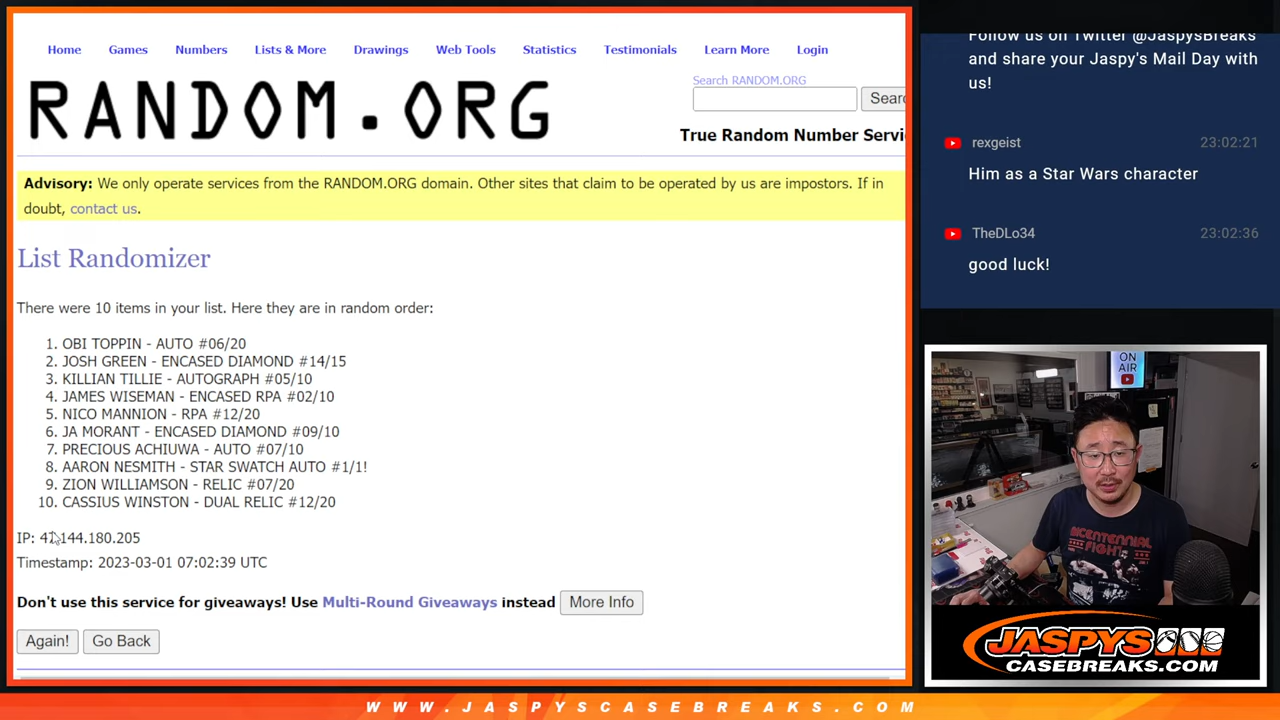 Home Games Numbers Lists & More Drawings Web Tools Statistics Testimonials Learn More Login
RANDOM.ORG
Search RANDOM.ORG
Searc
True Random Number Servi
Advisory: We only operate services from the RANDOM.ORG domain. Other sites that claim to be operated by us are impostors. If in
doubt, contact us.
List Randomizer
There were 10 items in your list. Here they are in random order:
1. OBI TOPPIN - AUTO #06/20
2. JOSH GREEN - ENCASED DIAMOND #14/15
3. KILLIAN TILLIE - AUTOGRAPH #05/10
4. JAMES WISEMAN - ENCASED RPA #02/10
5. NICO MANNION - RPA #12/20
6. JA MORANT - ENCASED DIAMOND #09/10
7. PRECIOUS ACHIUWA - AUTO #07/10
8. AARON NESMITH - STAR SWATCH AUTO #1/1!
9. ZION WILLIAMSON - RELIC #07/20
10. CASSIUS WINSTON - DUAL RELIC #12/20
IP:
Timestamp: 2023-03-01 07:02:39 UTC
Don't use this service for giveaways! Use Multi-Round Giveaways instead More Info
Again! Go Back
Follow us on Twitter @JaspysBreaks
and share your Jaspy's Mail Day with
us!
rexgeist 23:02:21
Him as a Star Wars character
TheDLo34 23:02:36
good luck!
ON
AIR
BICENTENNIAL
FIGHT
JASPYS
CASEBREAKS.COM
WWW.JASPYSCASEBREAKS.COM